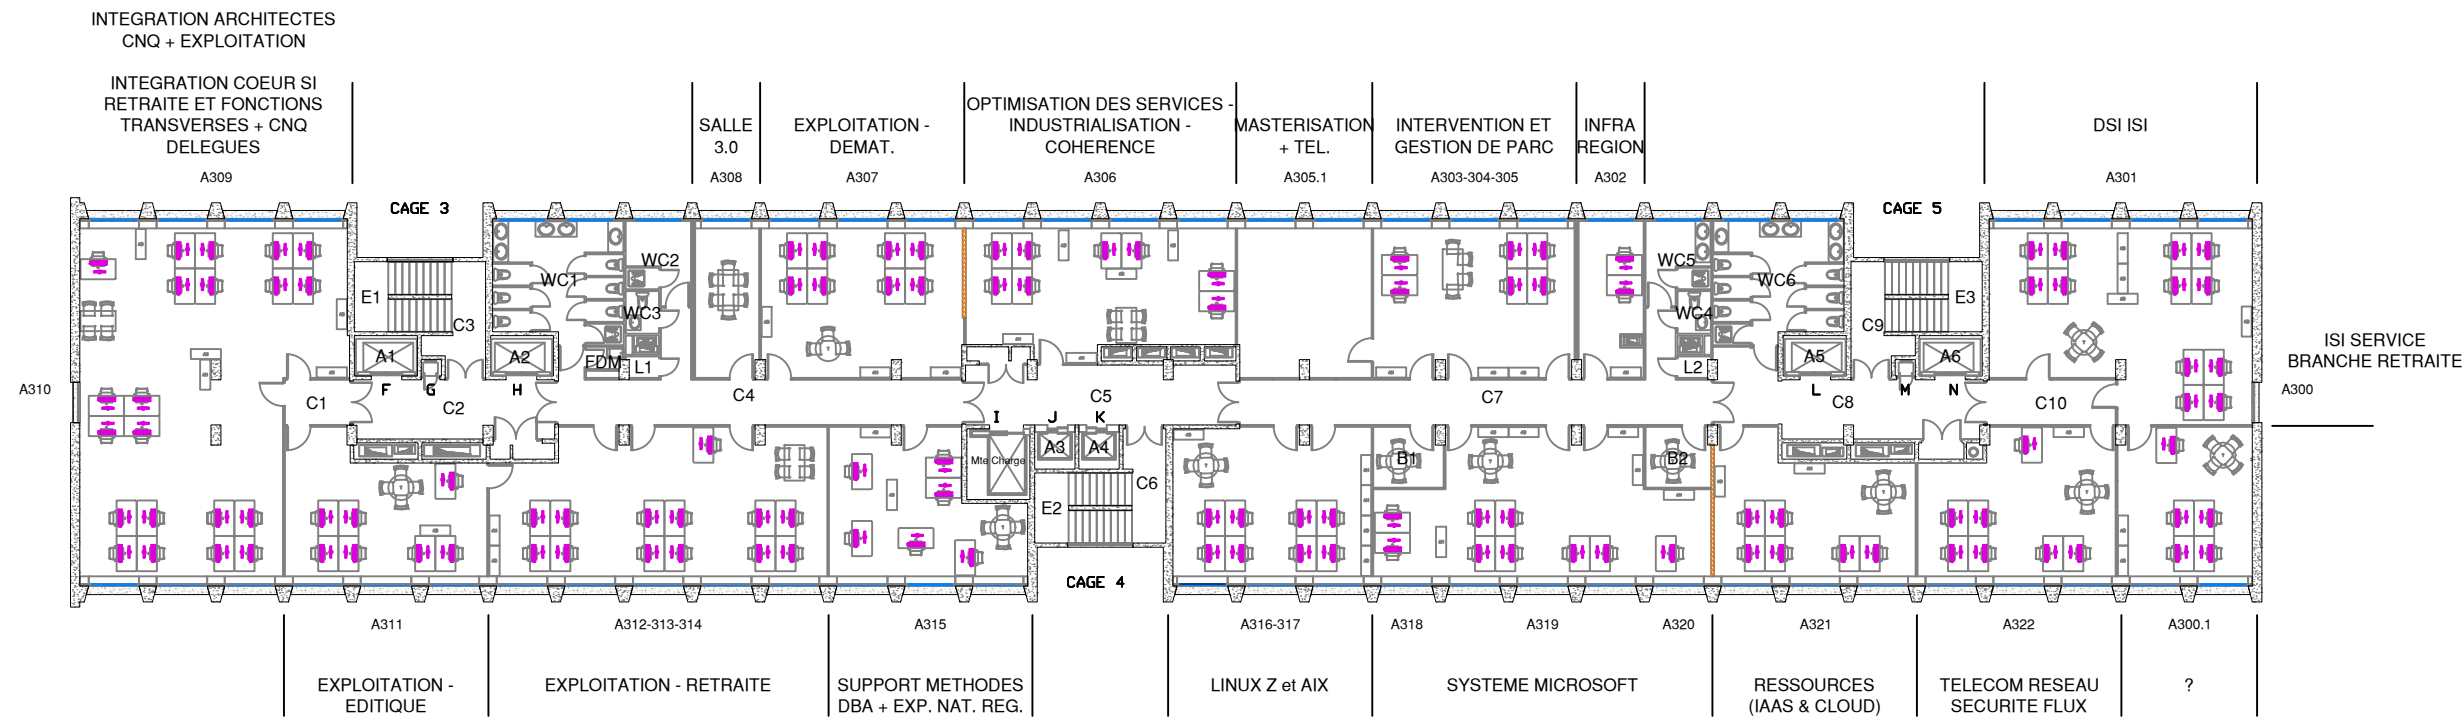 INTEGRATION ARCHITECTES
CNQ + EXPLOITATION
INTEGRATION COEUR SI
RETRAITE ET FONCTIONS
TRANSVERSES + CNQ
DELEGUES
A309
SALLE
3.0
A308
EXPLOITATION -
DEMAT.
A307
OPTIMISATION DES SERVICES -
INDUSTRIALISATION -
COHERENCE
A306
MASTERISATION
+ TEL.
A305.1
INTERVENTION ET
GESTION DE PARC
A303-304-305
INFRA
REGION
A302
DSI ISI
A301
CAGE 3
CAGE 5
E1
C3
WC1
WC2
WC3
WC5
WC4
WC6
C9
E3
A1
A2
FDM
L1
L2
A5
A6
ISI SERVICE
BRANCHE RETRAITE
A310
A300
F
G
H
C1
C2
C4
C5
C7
C8
C10
I
J
K
L
M
N
Mte Charge
A3
A4
C6
E2
B1
B2
CAGE 4
A311
A312-313-314
A315
A316-317
A318
A319
A320
A321
A322
A300.1
EXPLOITATION -
EDITIQUE
EXPLOITATION - RETRAITE
SUPPORT METHODES
DBA + EXP. NAT. REG.
LINUX Z et AIX
SYSTEME MICROSOFT
RESSOURCES
(IAAS & CLOUD)
TELECOM RESEAU
SECURITE FLUX
?